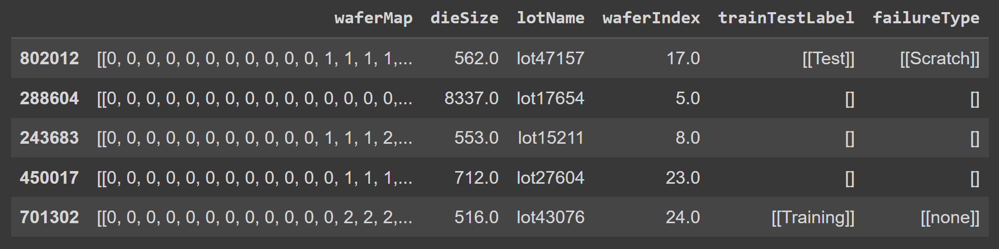 waferMap dieSize lotName waferIndex trainTestLabel failureType
802012 [[0, 0, 0, 0, 0, 0, 0, 0, 0, 0, 0, 1, 1, 1, 1,... 562.0 lot47157 17.0 [[Test]] [[Scratch]]
288604 [[0, 0, 0, 0, 0, 0, 0, 0, 0, 0, 0, 0, 0, 0, 0,... 8337.0 lot17654 5.0 [] []
243683 [[0, 0, 0, 0, 0, 0, 0, 0, 0, 0, 0, 1, 1, 1, 2,... 553.0 lot15211 8.0 [] []
450017 [[0, 0, 0, 0, 0, 0, 0, 0, 0, 0, 0, 0, 1, 1, 1,... 712.0 lot27604 23.0 [] []
701302 [[0, 0, 0, 0, 0, 0, 0, 0, 0, 0, 0, 0, 2, 2, 2,... 516.0 lot43076 24.0 [[Training]] [[none]]